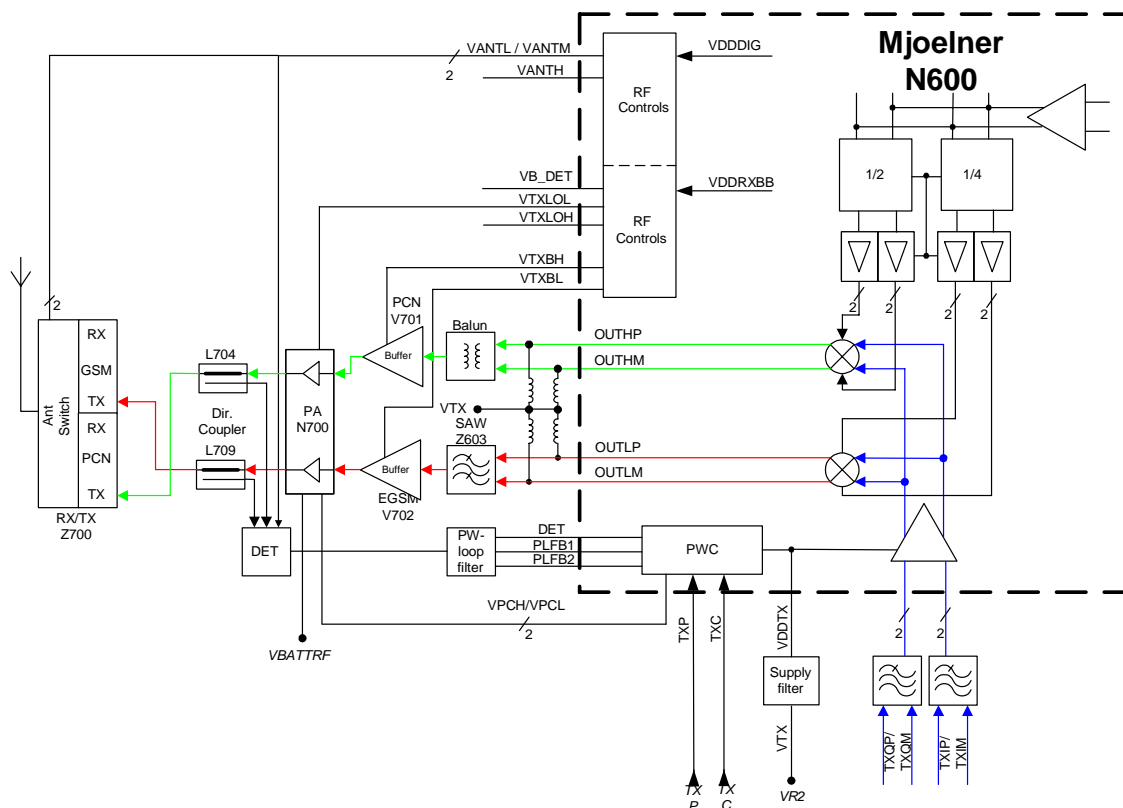 Mjoelner
N600
VANTL / VANTM
2
VANTH
VDDDIG
RF
Controls
VB_DET
VTXLOL
VTXLOH
VDDRXBB
RF
Controls
VTXBH
VTXBL
1/2
1/4
2
2
2
2
2
PCN
V701
Buffer
Balun
OUTHP
OUTHM
VTX
SAW
Z603
OUTLP
OUTLM
Buffer
EGSM
V702
PA
N700
L704
Dir.
Coupler
L709
Ant
Switch
RX
GSM
TX
RX
PCN
TX
RX/TX
Z700
DET
PW-
loop
filter
DET
PLFB1
PLFB2
PWC
VPCH/VPCL
2
VBATTRF
TXP
TXC
VDDTX
Supply
filter
VTX
VR2
TX
P
TX
C
2
2
TXQP/
TXQM
TXIP/
TXIM